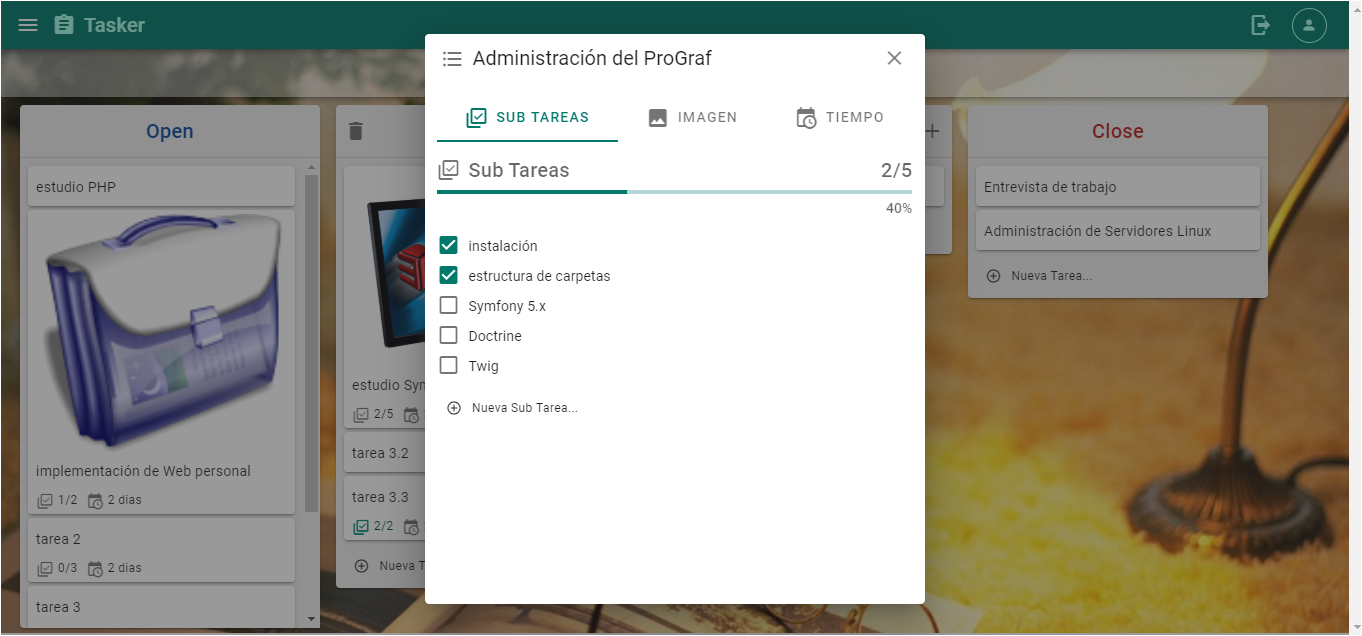 Tasker
Administración del ProGraf
SUB TAREAS
IMAGEN
TIEMPO
Sub Tareas
2/5
40%
instalación
estructura de carpetas
Symfony 5.x
Doctrine
Twig
Nueva Sub Tarea...
Open
estudio PHP
implementación de Web personal
1/2 2 dias
tarea 2
0/3 2 dias
tarea 3
estudio
2/5
tarea 3.2
tarea 3.3
2/2
Nueva
Close
Entrevista de trabajo
Administración de Servidores Linux
Nueva Tarea...